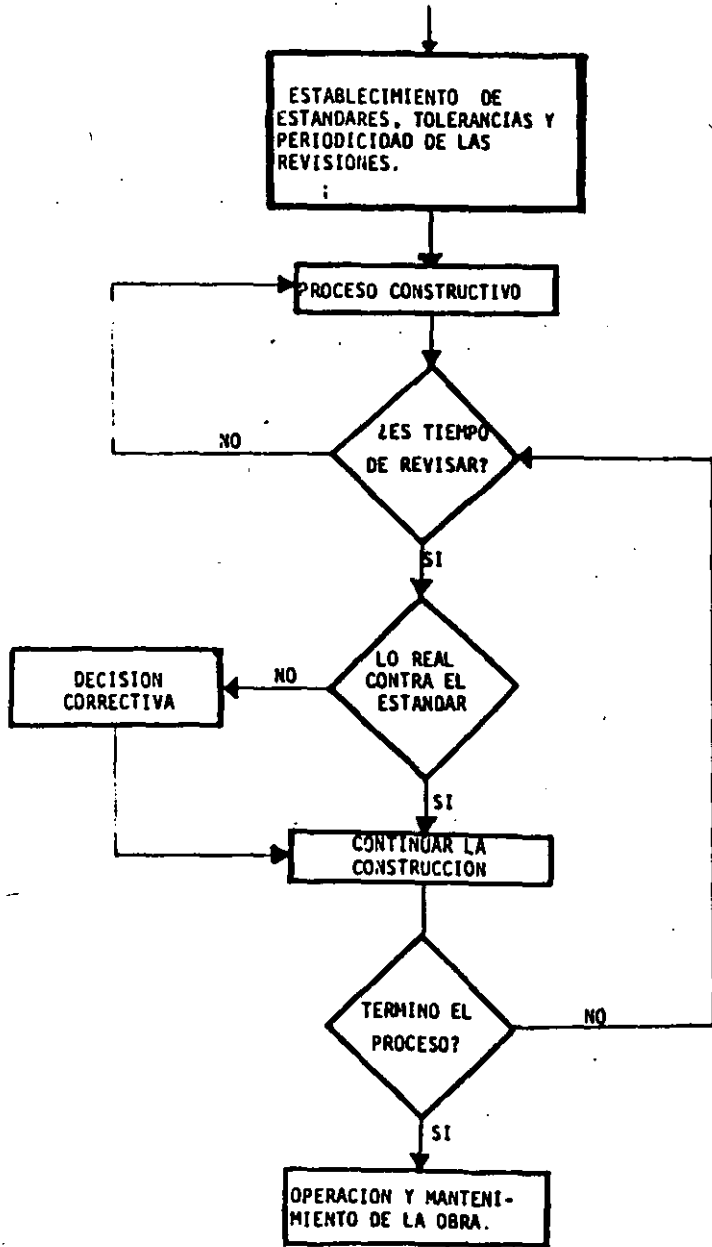 ESTABLECIMIENTO DE
ESTANDARES, TOLERANCIAS Y
PERIODICIDAD DE LAS
REVISIONES.
PROCESO CONSTRUCTIVO
¿ES TIEMPO
DE REVISAR?
NO
SI
LO REAL
CONTRA EL
ESTANDAR
NO
DECISION
CORRECTIVA
SI
CONTINUAR LA
CONSTRUCCION
TERMINO EL
PROCESO?
NO
SI
OPERACION Y MANTENI-
MIENTO DE LA OBRA.